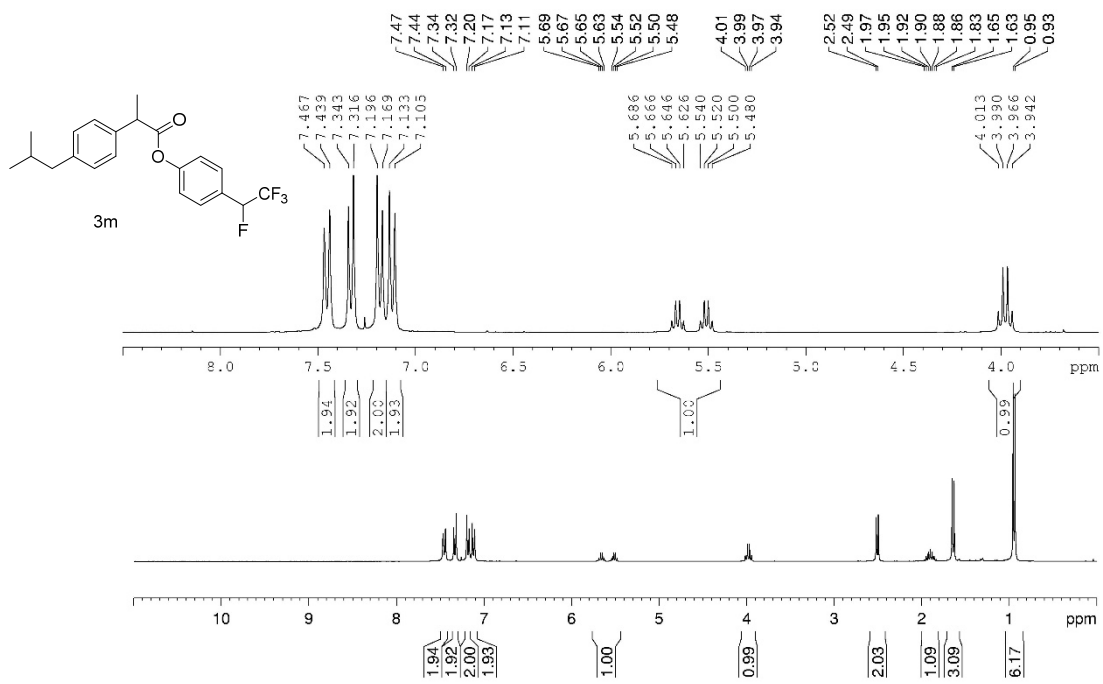 7.47 7.44 7.34 7.32 7.20 7.17 7.13 7.11 5.69 5.67 5.65 5.63 5.54 5.52 5.50 5.48 4.01 3.99 3.97 3.94 2.52 2.49 1.97 1.95 1.92 1.90 1.88 1.86 1.83 1.65 1.63 0.95 0.93
7.467 7.439 7.343 7.316 7.196 7.169 7.133 7.105 5.686 5.666 5.646 5.626 5.540 5.520 5.500 5.480 4.013 3.990 3.966 3.942
O
O
CF3
F
3m
8.0 7.5 7.0 6.5 6.0 5.5 5.0 4.5 4.0 ppm
1.94 1.92 2.00 1.93 1.00 0.99
10 9 8 7 6 5 4 3 2 1 ppm
1.94 1.92 2.00 1.93 1.00 0.99 2.03 1.09 3.09 6.17